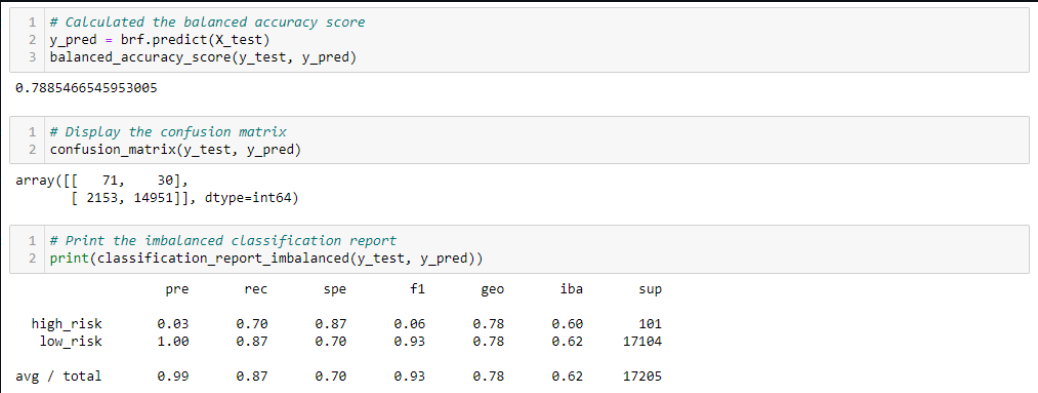 1 # Calculated the balanced accuracy score
2 y_pred = brf.predict(X_test)
3 balanced_accuracy_score(y_test, y_pred)
0.7885466545953005
1 # Display the confusion matrix
2 confusion_matrix(y_test, y_pred)
array([[   71,    30],
       [ 2153, 14951]], dtype=int64)
1 # Print the imbalanced classification report
2 print(classification_report_imbalanced(y_test, y_pred))
pre rec spe f1 geo iba sup
high_risk 0.03 0.70 0.87 0.06 0.78 0.60 101
low_risk 1.00 0.87 0.70 0.93 0.78 0.62 17104
avg / total 0.99 0.87 0.70 0.93 0.78 0.62 17205